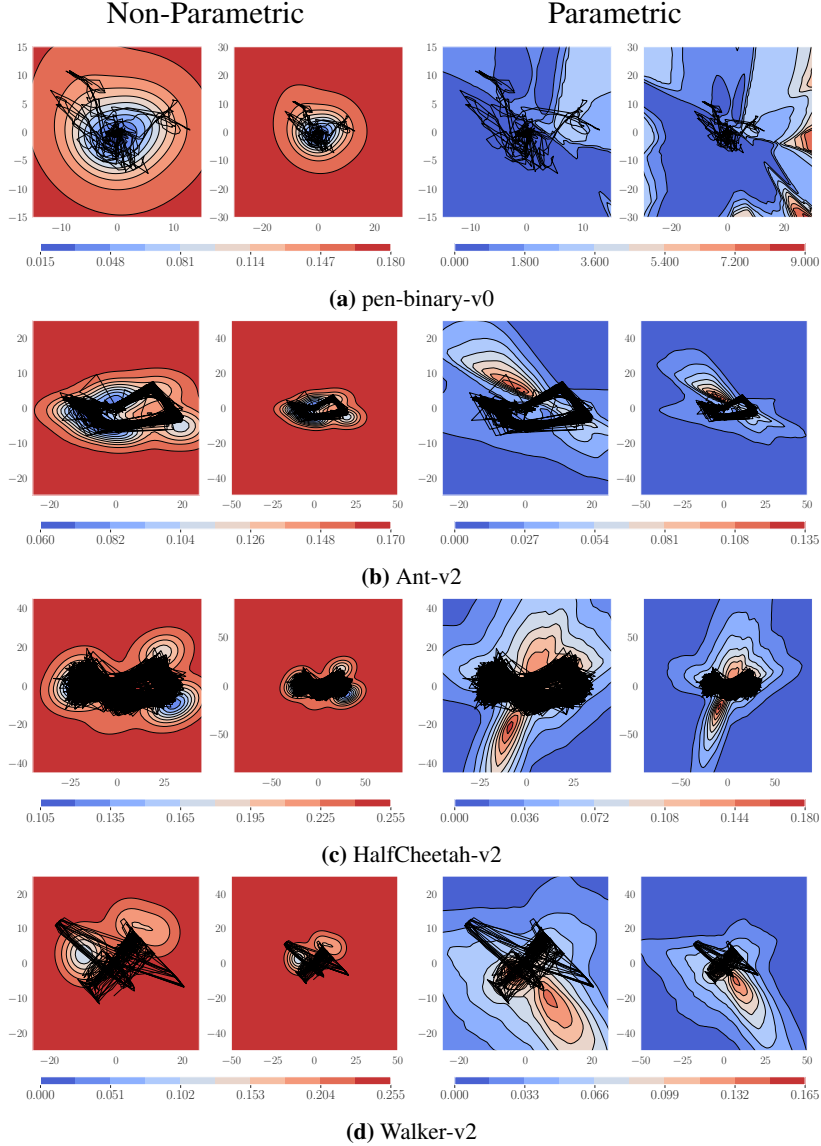 Non-Parametric Parametric
15 10 5 0 −5 −10 15 −10 0 10
30 20 10 0 −10 −20 −30 −20 0 20
15 10 5 0 −5 −10 15 −10 0 10
30 20 10 0 −10 −20 −30 −20 0 20
0.015 0.048 0.081 0.114 0.147 0.180
0.000 1.800 3.600 5.400 7.200 9.000
(a) pen-binary-v0
20 10 0 −10 −20 −20 0 20
40 20 0 −20 −40 −50 −25 0 25 50
20 10 0 −10 −20 −20 0 20
40 20 0 −20 −40 −50 −25 0 25 50
0.060 0.082 0.104 0.126 0.148 0.170
0.000 0.027 0.054 0.081 0.108 0.135
(b) Ant-v2
40 20 0 −20 −40 −25 0 25
50 0 −50 −50 0 50
40 20 0 −20 −40 −25 0 25
50 0 −50 −50 0 50
0.105 0.135 0.165 0.195 0.225 0.255
0.000 0.036 0.072 0.108 0.144 0.180
(c) HalfCheetah-v2
20 10 0 −10 −20 −20 0 20
40 20 0 −20 −40 −50 −25 0 25 50
20 10 0 −10 −20 −20 0 20
40 20 0 −20 −40 −50 −25 0 25 50
0.000 0.051 0.102 0.153 0.204 0.255
0.000 0.033 0.066 0.099 0.132 0.165
(d) Walker-v2